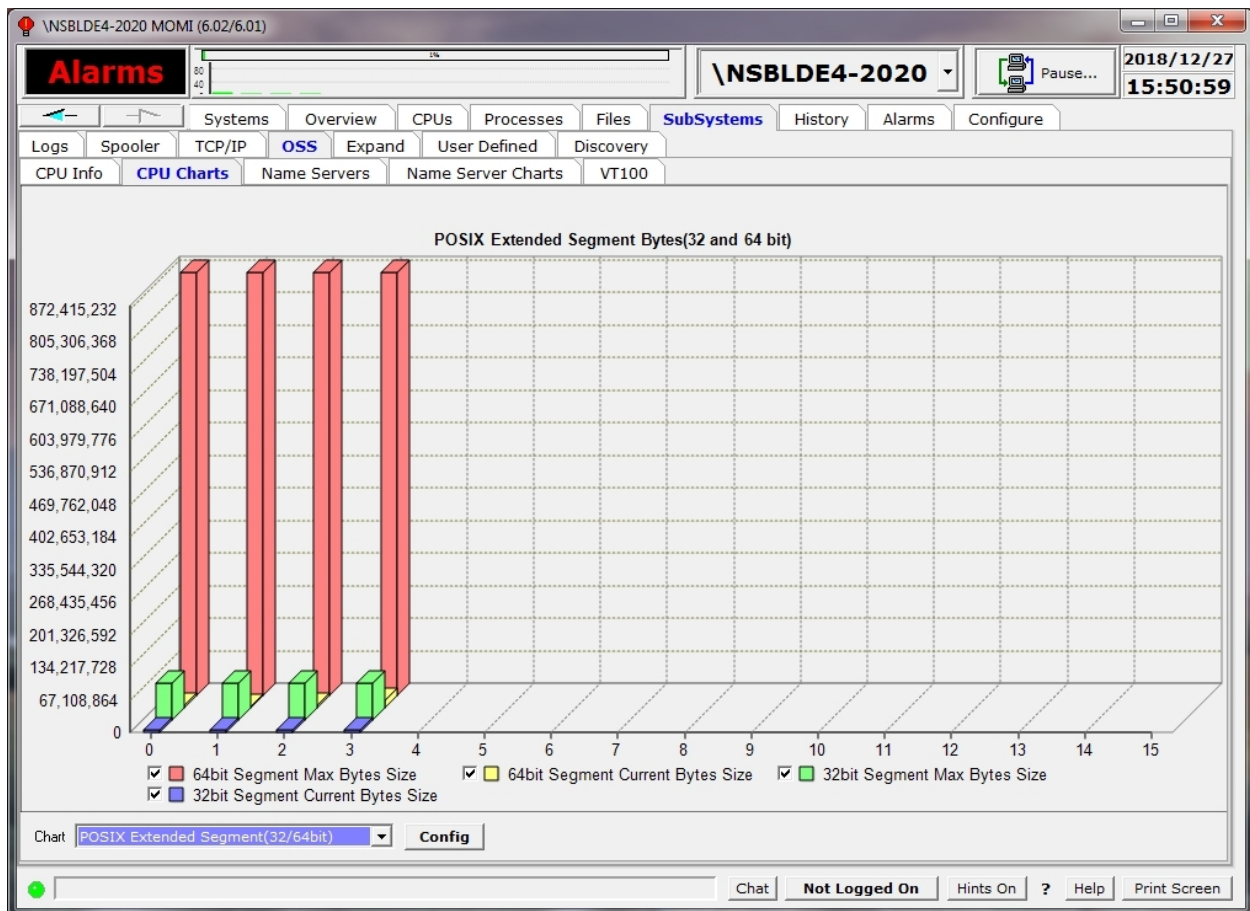 \NSBLDE4-2020 MOMI (6.02/6.01)
Alarms
1%
80
40
\NSBLDE4-2020
Pause...
2018/12/27
15:50:59
Systems Overview CPUs Processes Files SubSystems History Alarms Configure
Logs Spooler TCP/IP OSS Expand User Defined Discovery
CPU Info CPU Charts Name Servers Name Server Charts VT100
POSIX Extended Segment Bytes(32 and 64 bit)
872,415,232
805,306,368
738,197,504
671,088,640
603,979,776
536,870,912
469,762,048
402,653,184
335,544,320
268,435,456
201,326,592
134,217,728
67,108,864
0
0 1 2 3 4 5 6 7 8 9 10 11 12 13 14 15
64bit Segment Max Bytes Size 64bit Segment Current Bytes Size 32bit Segment Max Bytes Size
32bit Segment Current Bytes Size
Chart POSIX Extended Segment(32/64bit) Config
Chat Not Logged On Hints On ? Help Print Screen